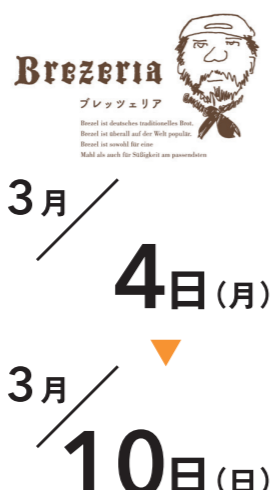 Brezeria
ブレッツェリア
Brezel ist deutsches traditionelles Brot.
Brezel ist überall auf der Welt populär.
Brezel ist sowohl für eine
Mahl als auch für Süßigkeit am passendsten
3月
4日(月)
3月
10日(日)